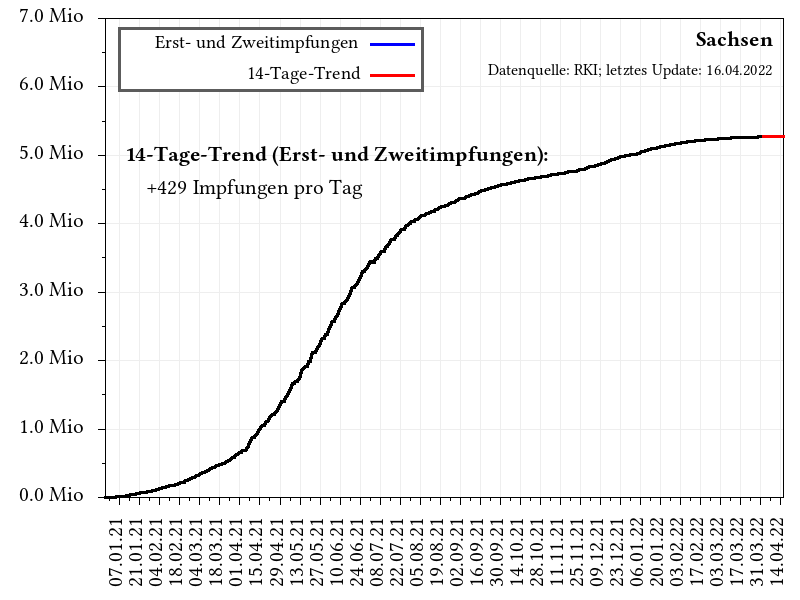 7.0 Mio
6.0 Mio
5.0 Mio
4.0 Mio
3.0 Mio
2.0 Mio
1.0 Mio
0.0 Mio
Erst- und Zweitimpfungen
14-Tage-Trend
Sachsen
Datenquelle: RKI; letztes Update: 16.04.2022
14-Tage-Trend (Erst- und Zweitimpfungen):
+429 Impfungen pro Tag
07.01.21
21.01.21
04.02.21
18.02.21
04.03.21
18.03.21
01.04.21
15.04.21
29.04.21
13.05.21
27.05.21
10.06.21
24.06.21
08.07.21
22.07.21
05.08.21
19.08.21
02.09.21
16.09.21
30.09.21
14.10.21
28.10.21
11.11.21
25.11.21
09.12.21
23.12.21
06.01.22
20.01.22
03.02.22
17.02.22
03.03.22
17.03.22
31.03.22
14.04.22